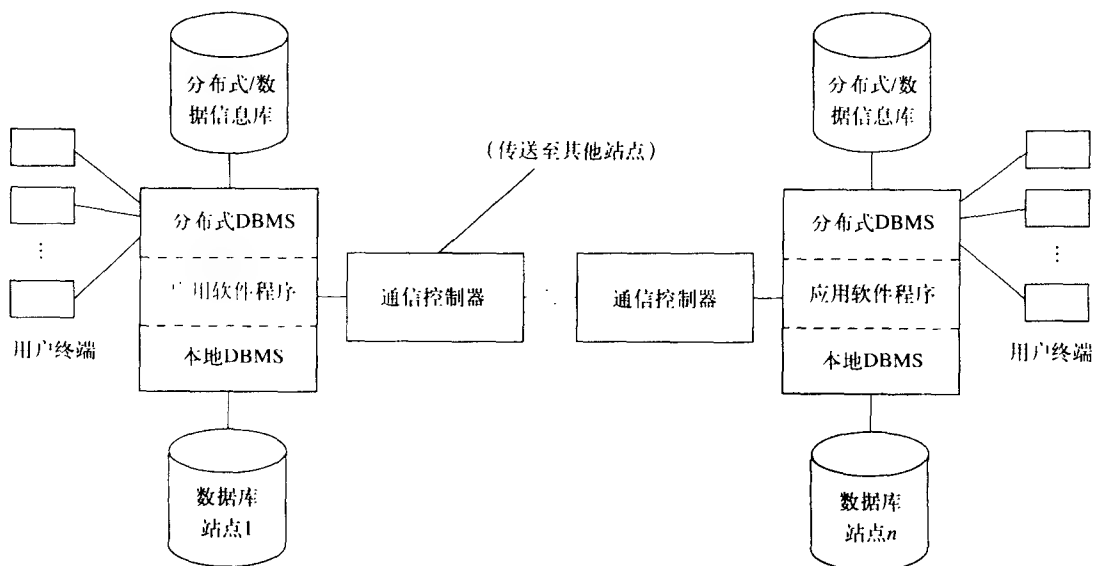 分布式/数
据信息库
分布式/数
据信息库
(传送至其他站点)
分布式DBMS
应用软件程序
本地DBMS
用户终端
⋮
通信控制器
通信控制器
分布式DBMS
应用软件程序
本地DBMS
⋮
用户终端
数据库
站点1
数据库
站点n